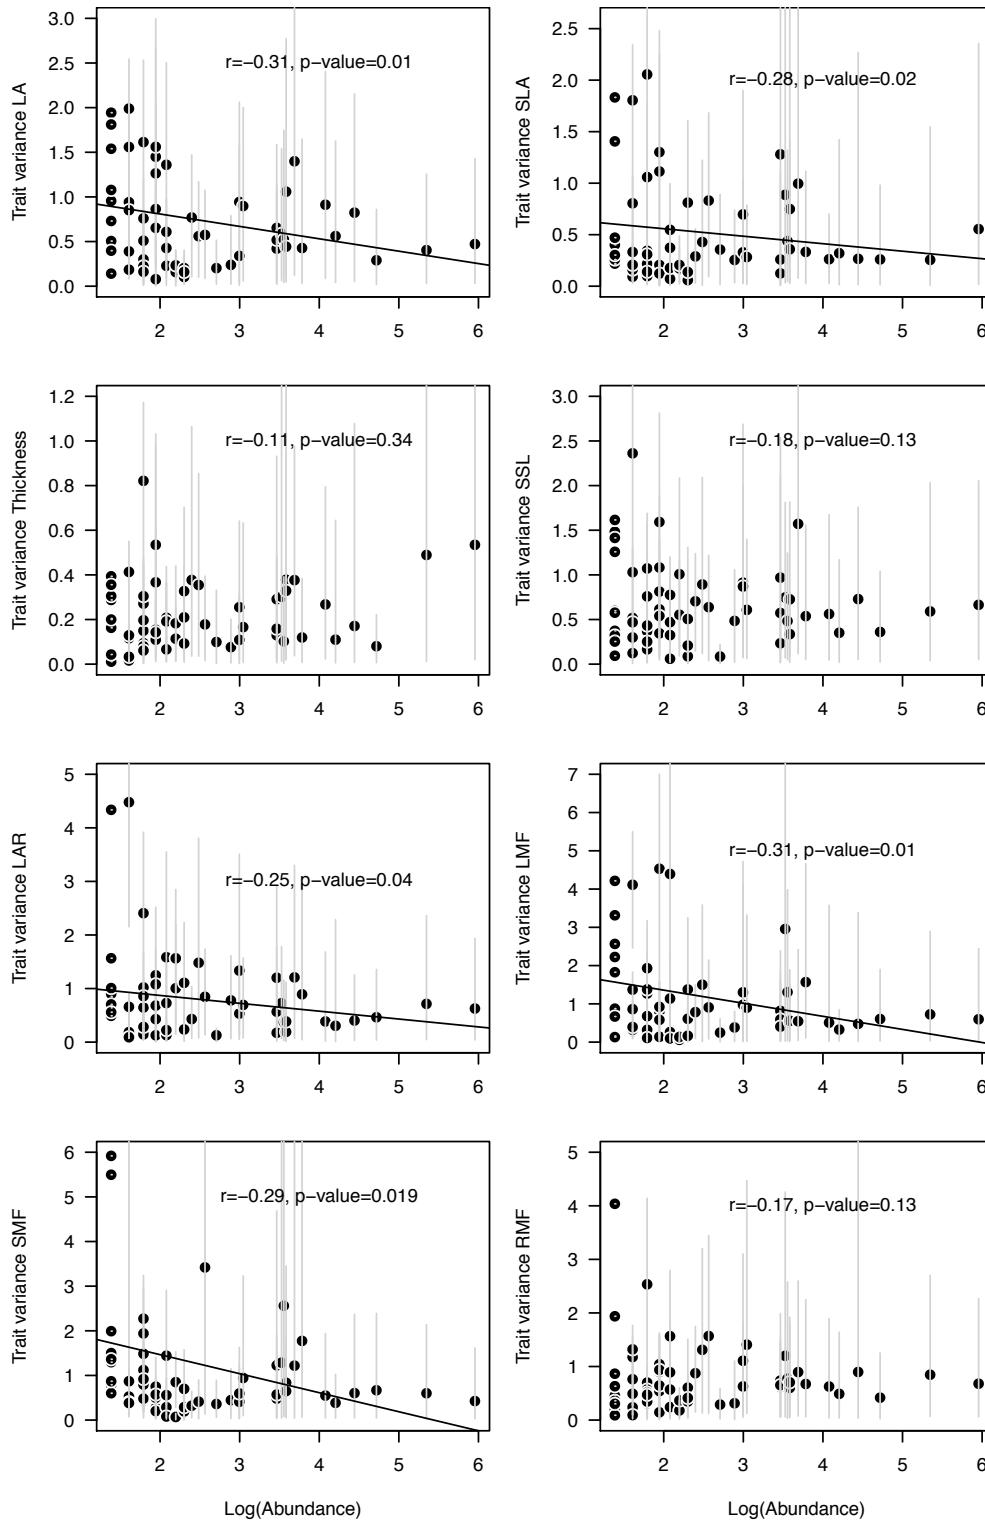 Trait variance LA
3.0
2.5
2.0
1.5
1.0
0.5
0.0
r=−0.31, p−value=0.01
2 3 4 5 6
Trait variance SLA
2.5
2.0
1.5
1.0
0.5
0.0
r=−0.28, p−value=0.02
2 3 4 5 6
Trait variance Thickness
1.2
1.0
0.8
0.6
0.4
0.2
0.0
r=−0.11, p−value=0.34
2 3 4 5 6
Trait variance SSL
3.0
2.5
2.0
1.5
1.0
0.5
0.0
r=−0.18, p−value=0.13
2 3 4 5 6
Trait variance LAR
5
4
3
2
1
0
r=−0.25, p−value=0.04
2 3 4 5 6
Trait variance LMF
7
6
5
4
3
2
1
0
r=−0.31, p−value=0.01
2 3 4 5 6
Trait variance SMF
6
5
4
3
2
1
0
r=−0.29, p−value=0.019
2 3 4 5 6
Log(Abundance)
Trait variance RMF
5
4
3
2
1
0
r=−0.17, p−value=0.13
2 3 4 5 6
Log(Abundance)